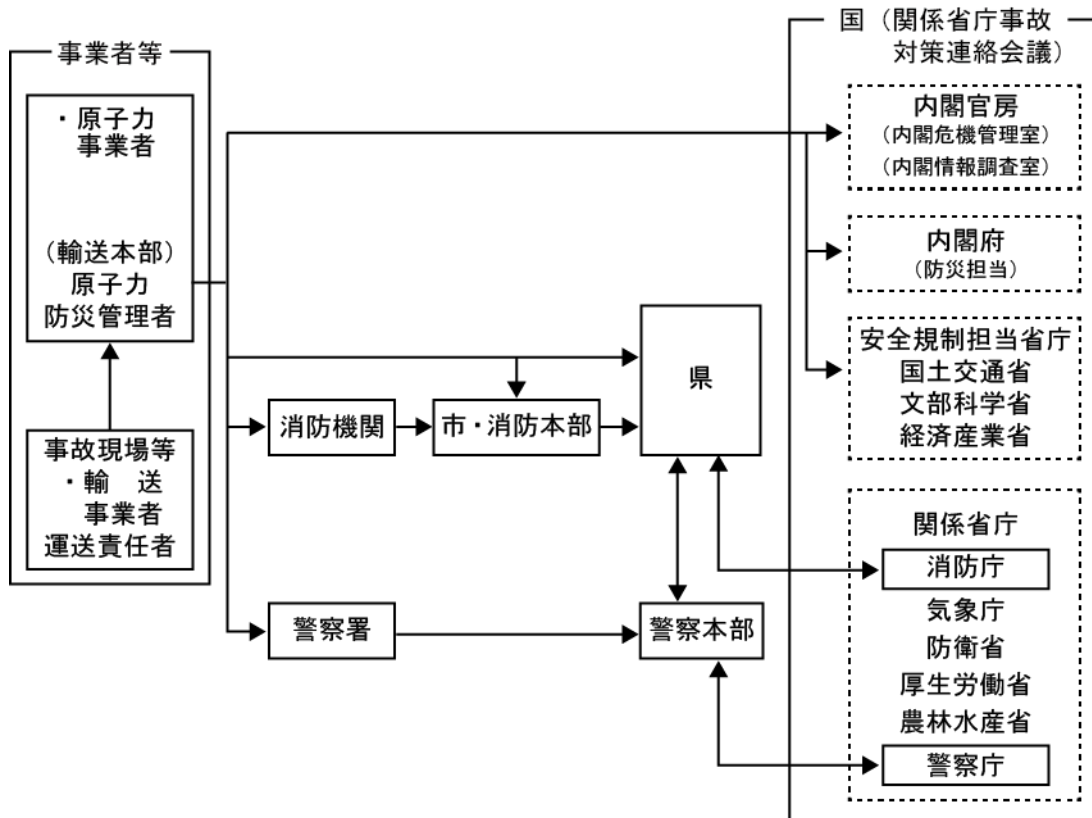 国（関係省庁事故
対策連絡会議）
事業者等
・原子力
事業者
（輸送本部）
原子力
防災管理者
事故現場等
・輸　送
事業者
運送責任者
消防機関
市・消防本部
県
警察署
警察本部
内閣官房
（内閣危機管理室）
（内閣情報調査室）
内閣府
（防災担当）
安全規制担当省庁
国土交通省
文部科学省
経済産業省
関係省庁
消防庁
気象庁
防衛省
厚生労働省
農林水産省
警察庁